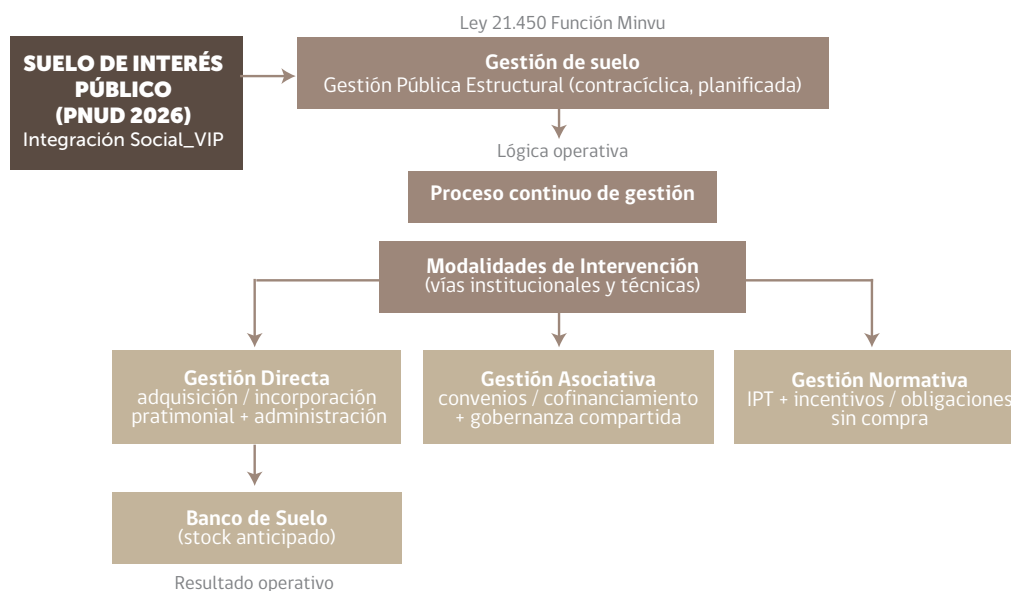 Ley 21.450 Función Minvu
SUELO DE INTERÉS
PÚBLICO
(PNUD 2026)
Integración Social_VIP
Gestión de suelo
Gestión Pública Estructural (contracíclica, planificada)
Lógica operativa
Proceso continuo de gestión
Modalidades de Intervención
(vías institucionales y técnicas)
Gestión Directa
adquisición / incorporación
pratimonial + administración
Gestión Asociativa
convenios / cofinanciamiento
+ gobernanza compartida
Gestión Normativa
IPT + incentivos / obligaciones
sin compra
Banco de Suelo
(stock anticipado)
Resultado operativo